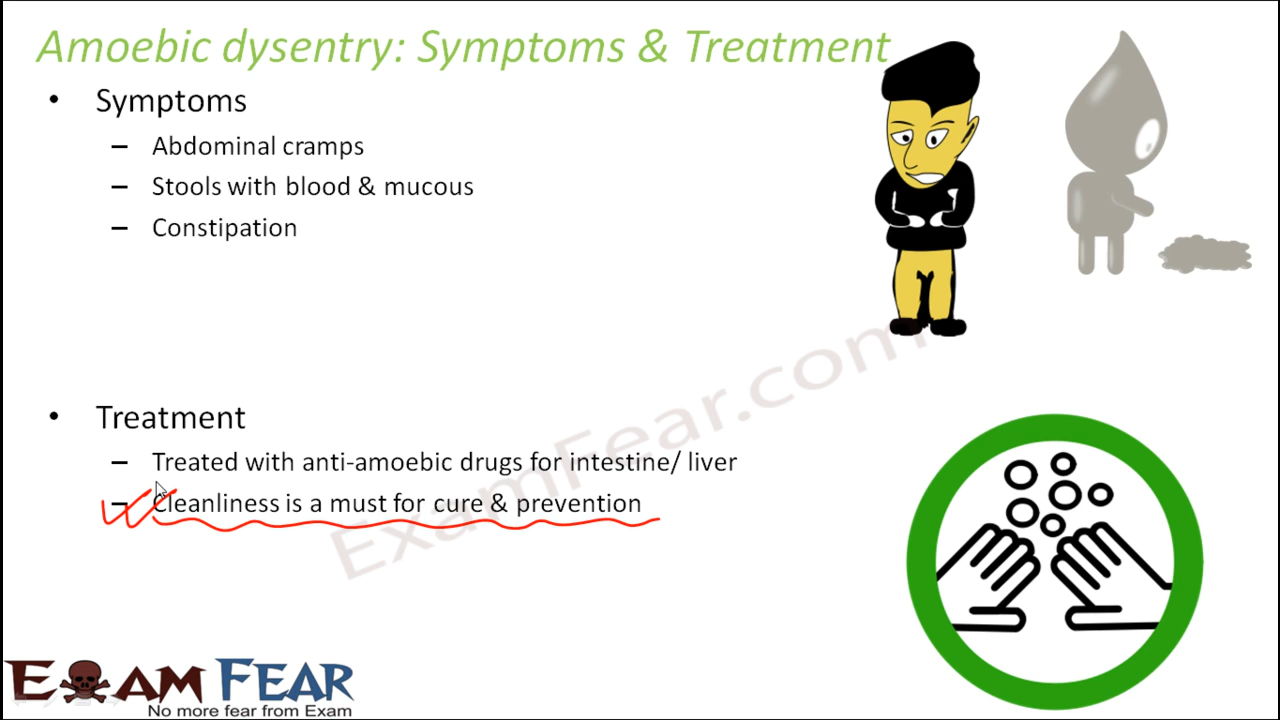 Amoebic dysentry: Symptoms & Treatment
• Symptoms
– Abdominal cramps
– Stools with blood & mucous
– Constipation
• Treatment
– Treated with anti-amoebic drugs for intestine/ liver
– Cleanliness is a must for cure & prevention
ExamFear.com
EXAM FEAR
No more fear from Exam